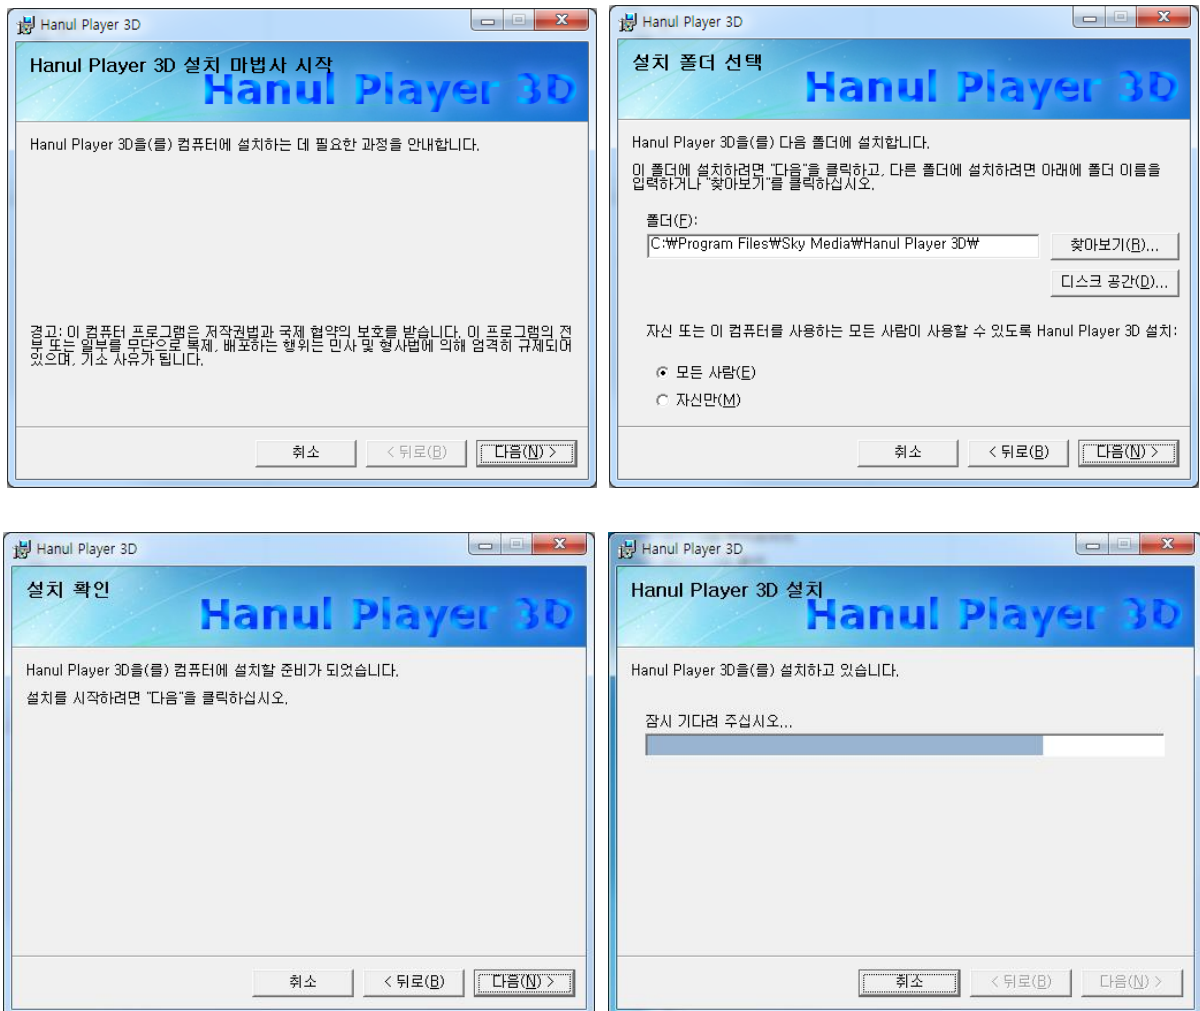 Hanul Player 3D
Hanul Player 3D 설치 마법사 시작
Hanul Player 3D
Hanul Player 3D을(를) 컴퓨터에 설치하는 데 필요한 과정을 안내합니다.
경고: 이 컴퓨터 프로그램은 저작권법과 국제 협약의 보호를 받습니다. 이 프로그램의 전
부 또는 일부를 무단으로 복제, 배포하는 행위는 민사 및 형사법에 의해 엄격히 규제되어
있으며, 기소 사유가 됩니다.
취소
< 뒤로(B)
다음(N) >
Hanul Player 3D
설치 폴더 선택
Hanul Player 3D
Hanul Player 3D을(를) 다음 폴더에 설치합니다.
이 폴더에 설치하려면 "다음"을 클릭하고, 다른 폴더에 설치하려면 아래에 폴더 이름을
입력하거나 "찾아보기"를 클릭하십시오.
폴더(F):
C:₩Program Files₩Sky Media₩Hanul Player 3D₩
찾아보기(R)...
디스크 공간(D)...
자신 또는 이 컴퓨터를 사용하는 모든 사람이 사용할 수 있도록 Hanul Player 3D 설치:
모든 사람(E)
자신만(M)
취소
< 뒤로(B)
다음(N) >
Hanul Player 3D
설치 확인
Hanul Player 3D
Hanul Player 3D을(를) 컴퓨터에 설치할 준비가 되었습니다.
설치를 시작하려면 "다음"을 클릭하십시오.
취소
< 뒤로(B)
다음(N) >
Hanul Player 3D
Hanul Player 3D 설치
Hanul Player 3D
Hanul Player 3D을(를) 설치하고 있습니다.
잠시 기다려 주십시오...
취소
< 뒤로(B)
다음(N) >